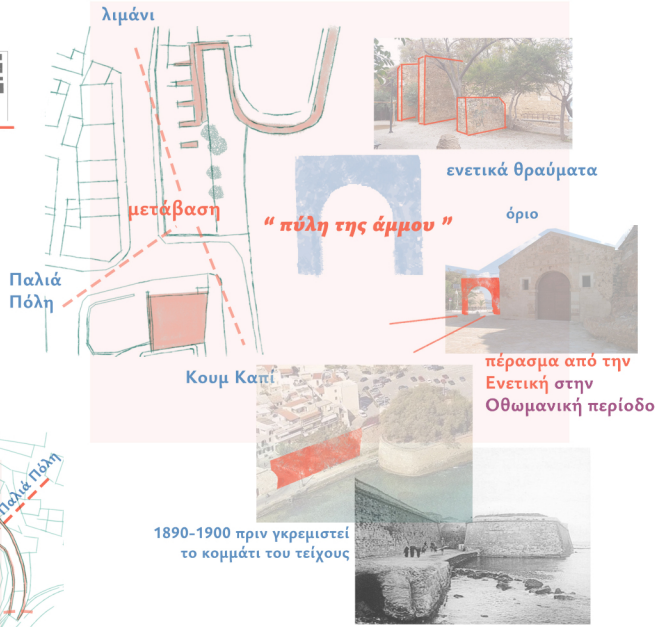 λιμάνι
ενετικά θραύματα
μετάβαση
“ πύλη της άμμου ”
όριο
Παλιά
Πόλη
Κουμ Καπί
πέρασμα από την
Ενετική στην
Οθωμανική περίοδο
Παλιά Πόλη
1890-1900 πριν γκρεμιστεί
το κομμάτι του τείχους